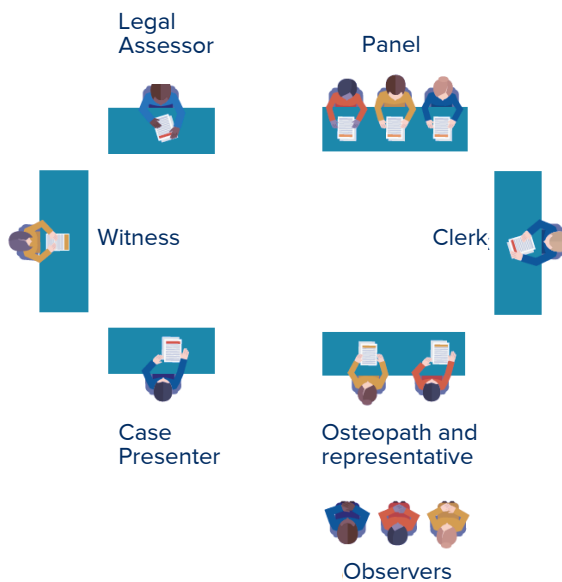 Legal
Assessor
Panel
Witness
Clerk
Case
Presenter
Osteopath and
representative
Observers